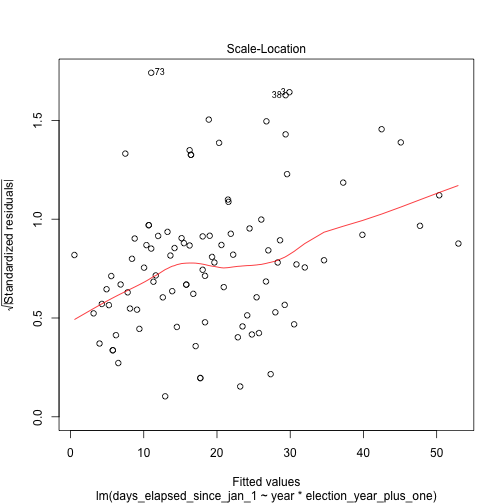 Scale-Location
73
38
3
1.5
1.0
0.5
0.0
√|Standardized residuals|
0 10 20 30 40 50
Fitted values
lm(days_elapsed_since_jan_1 ~ year * election_year_plus_one)